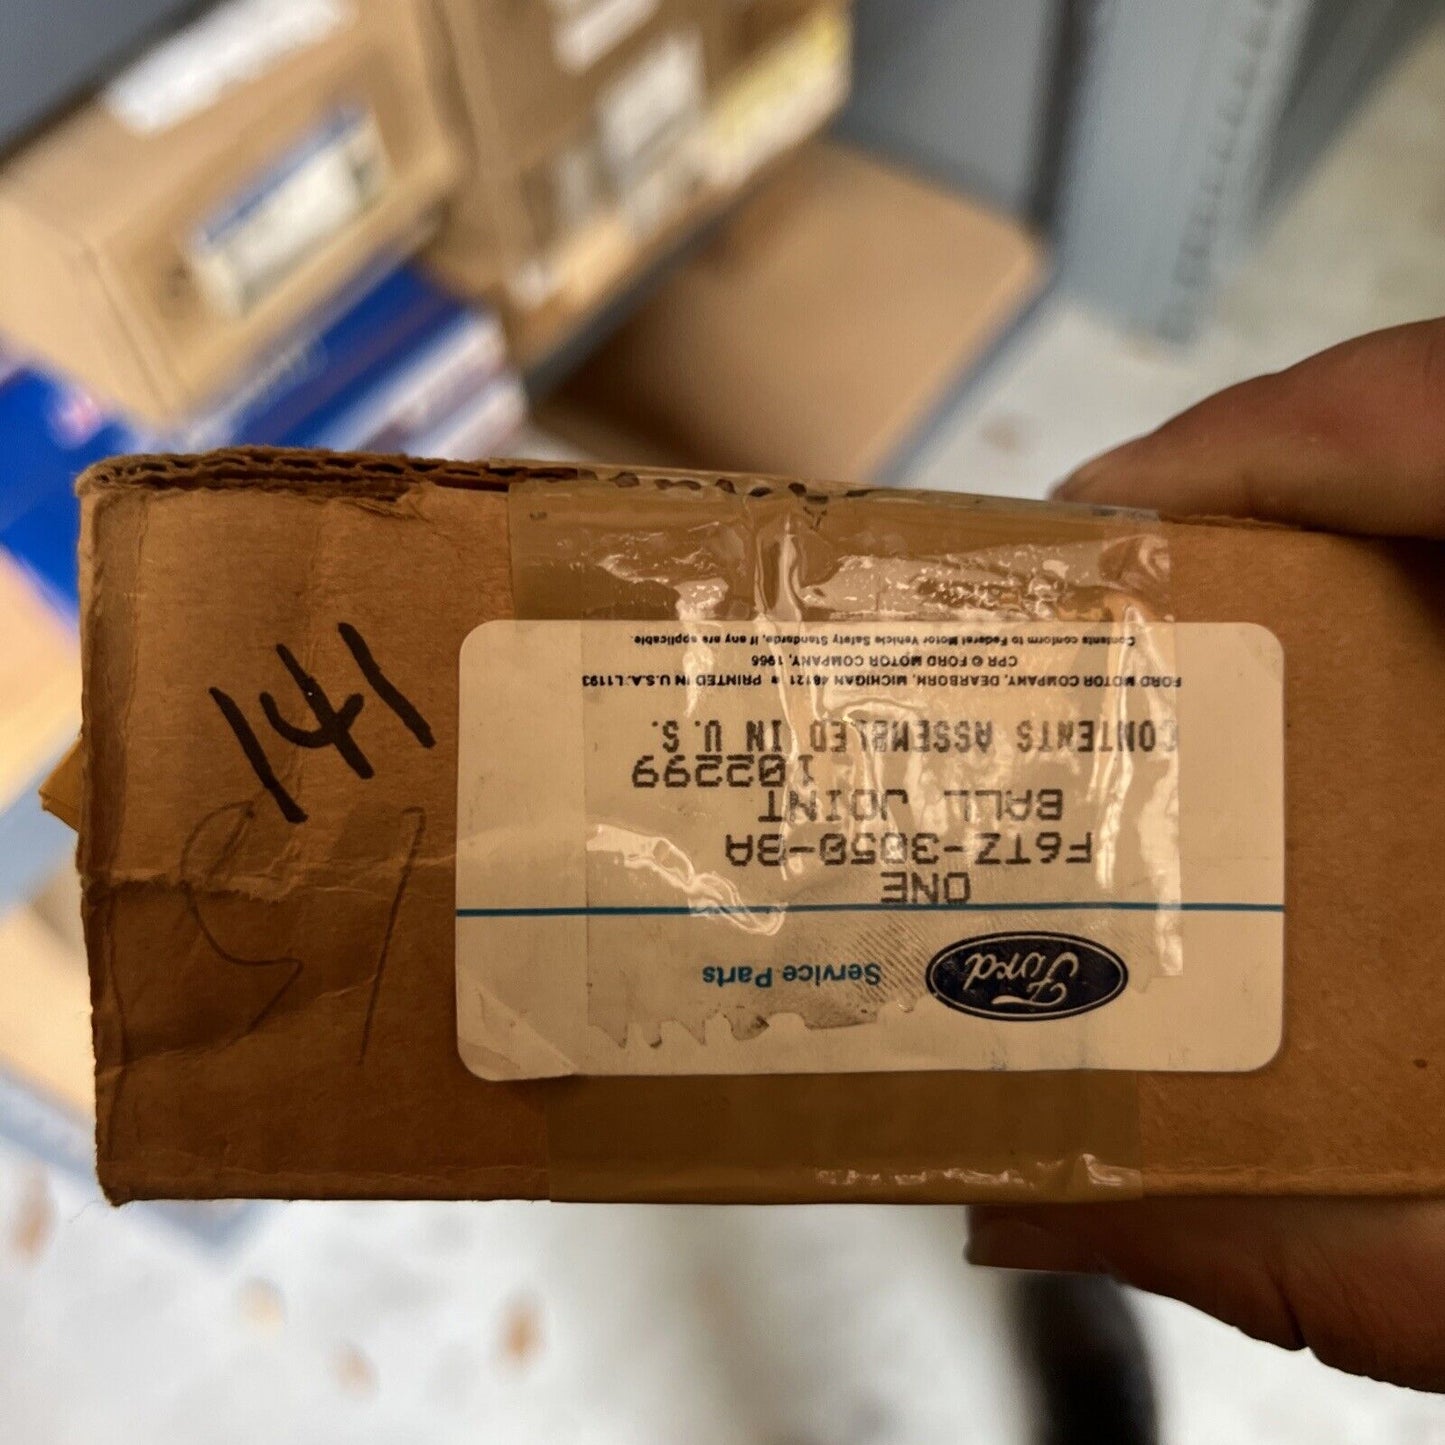 Ford Service Parts
ONE
F6TZ-3050-BA
BALL JOINT
102299
CONTENTS ASSEMBLED IN U.S.
FORD MOTOR COMPANY, DEARBORN, MICHIGAN 48121 • PRINTED IN U.S.A. L1193
CPR © FORD MOTOR COMPANY, 1966
Contents conform to Federal Motor Vehicle Safety Standards, if any are applicable.
141